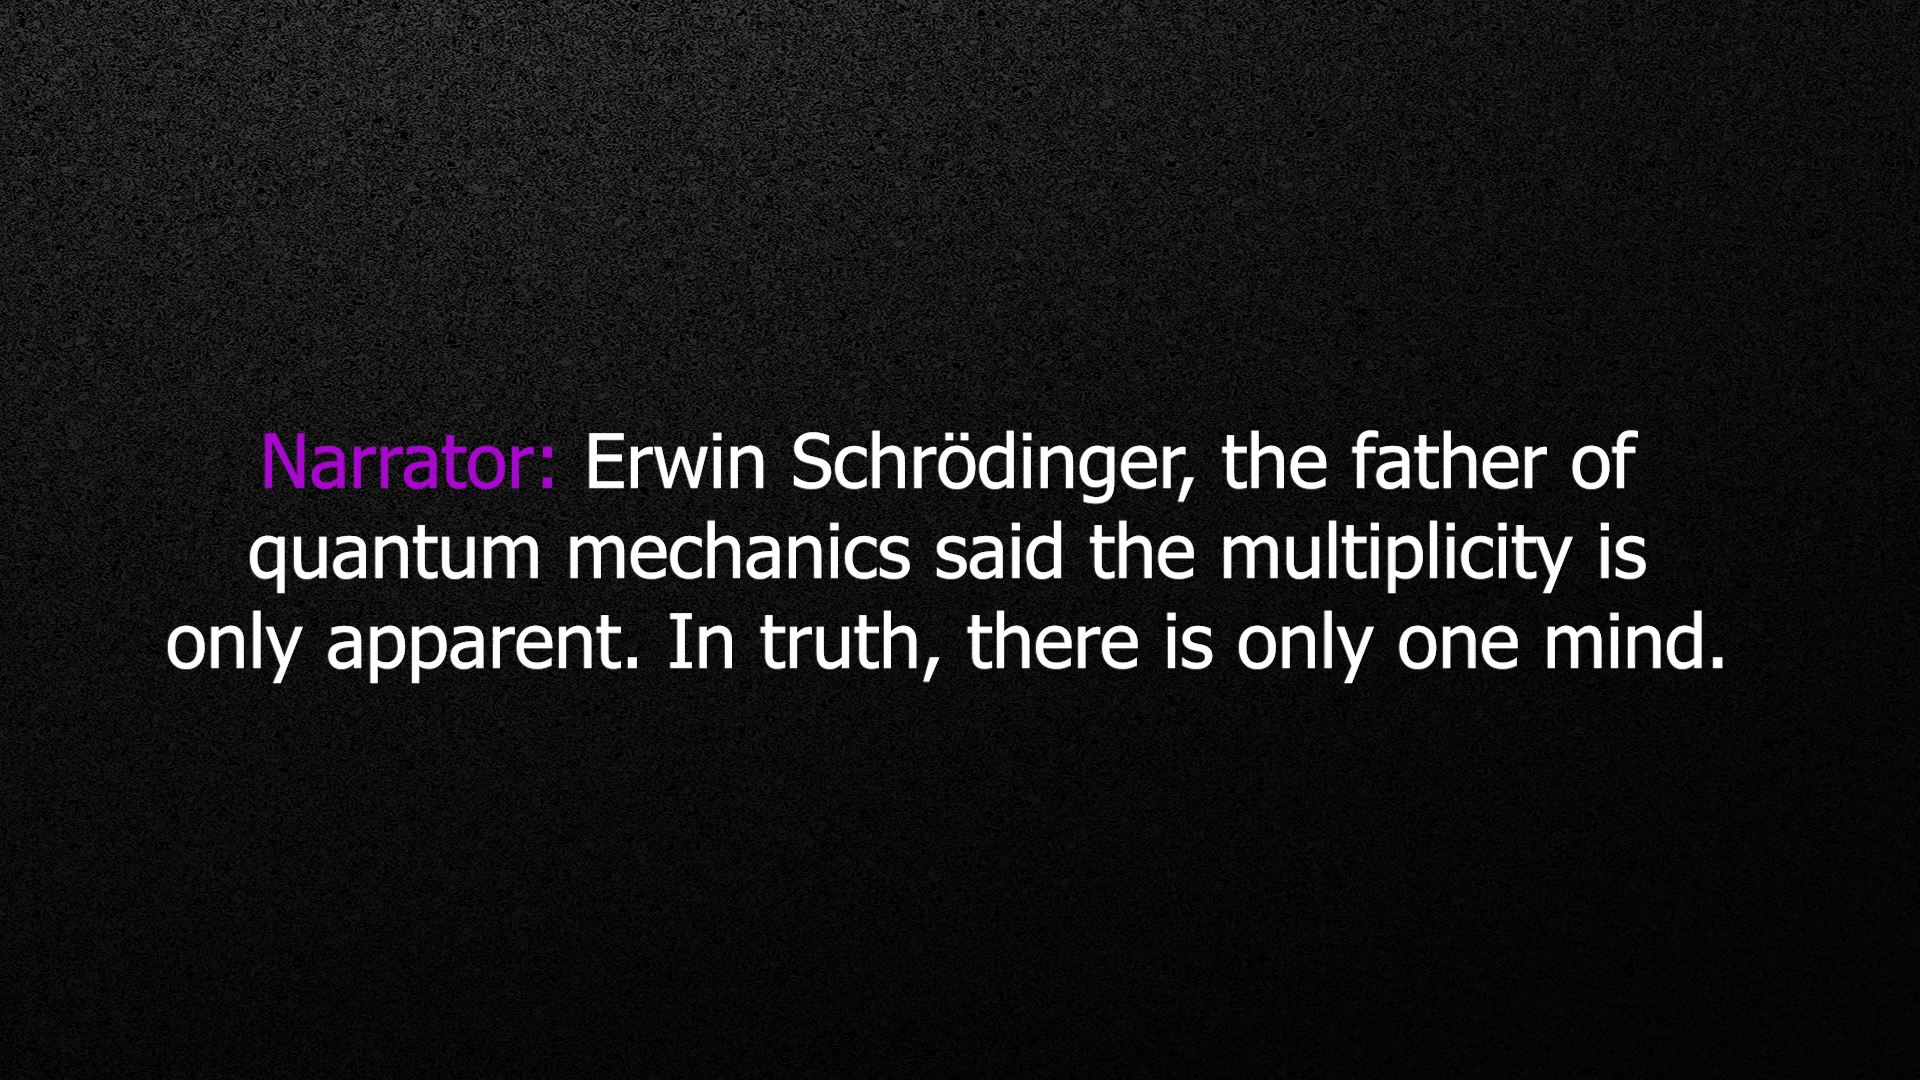 Narrator: Erwin Schrödinger, the father of
quantum mechanics said the multiplicity is
only apparent. In truth, there is only one mind.